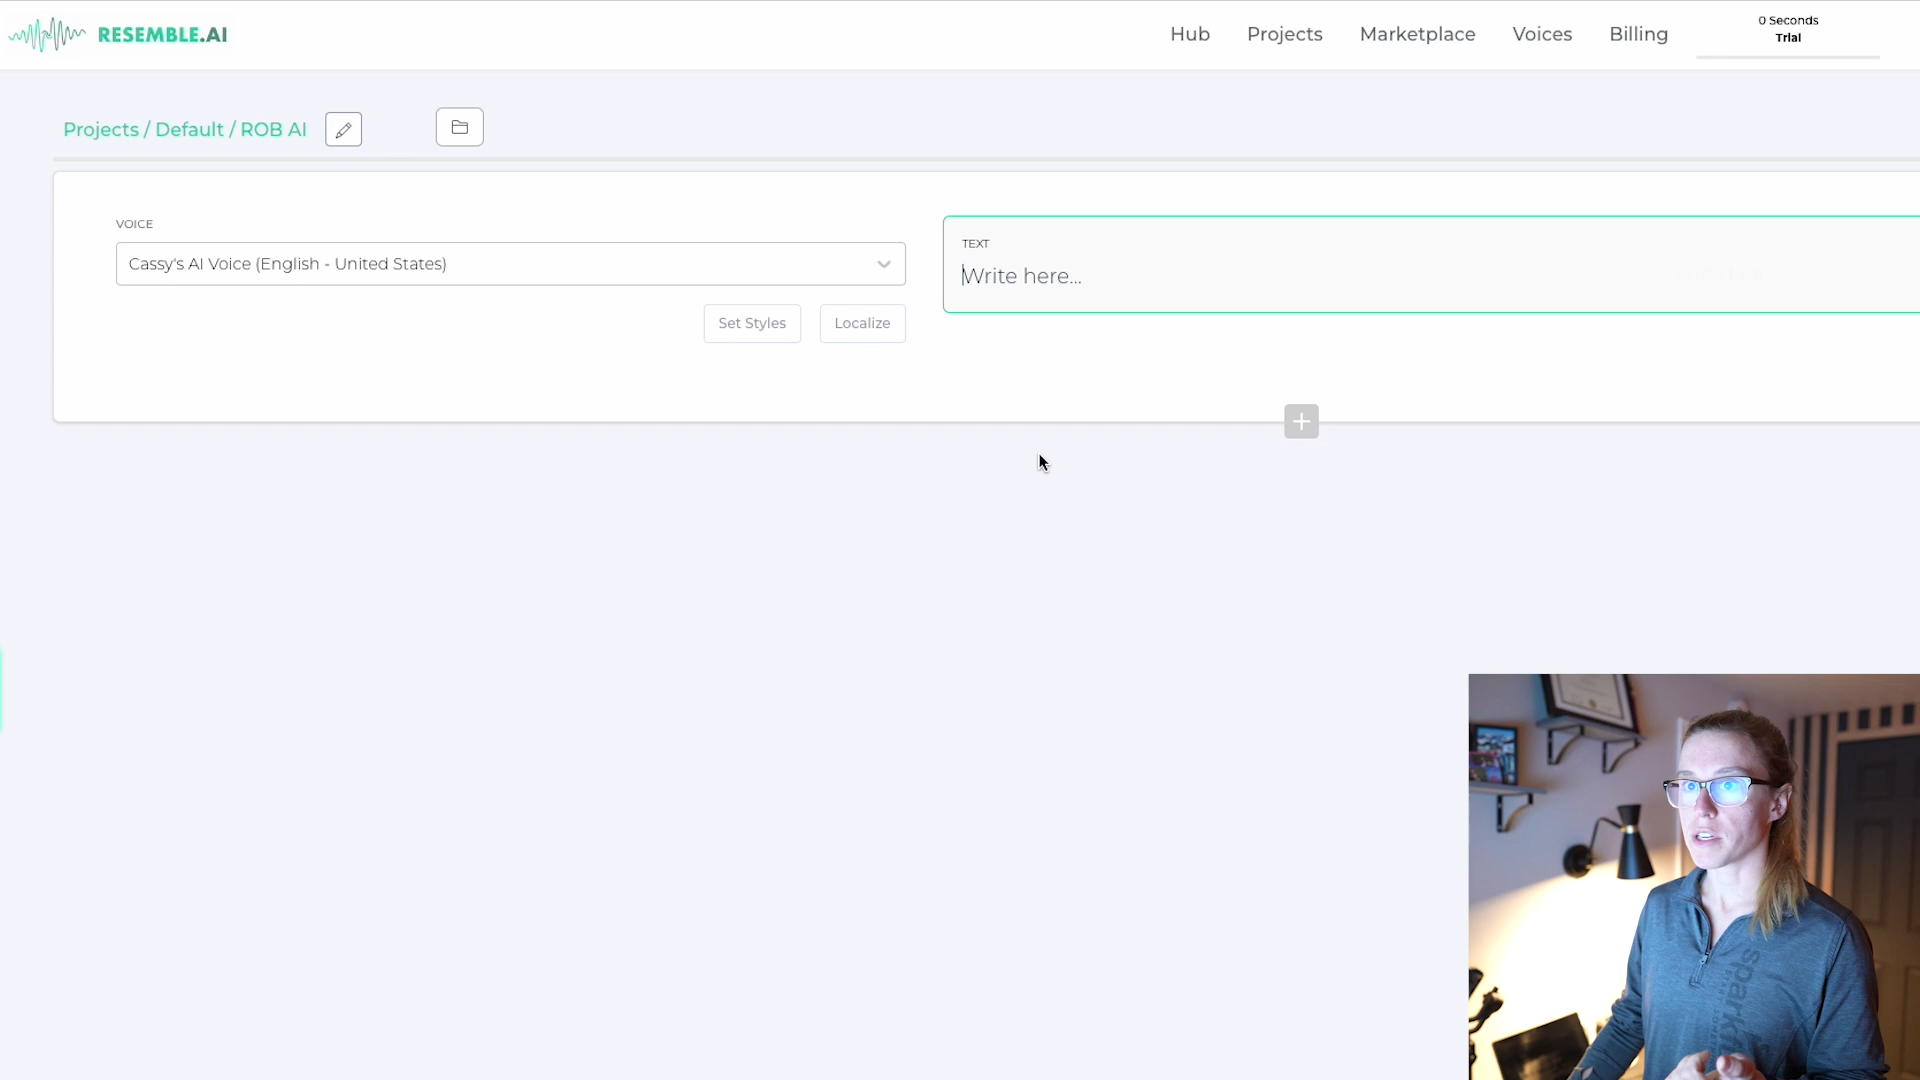 RESEMBLE.AI
Hub
Projects
Marketplace
Voices
Billing
0 Seconds
Trial
Projects / Default / ROB AI
VOICE
Cassy's AI Voice (English - United States)
Set Styles
Localize
TEXT
Write here...
spark